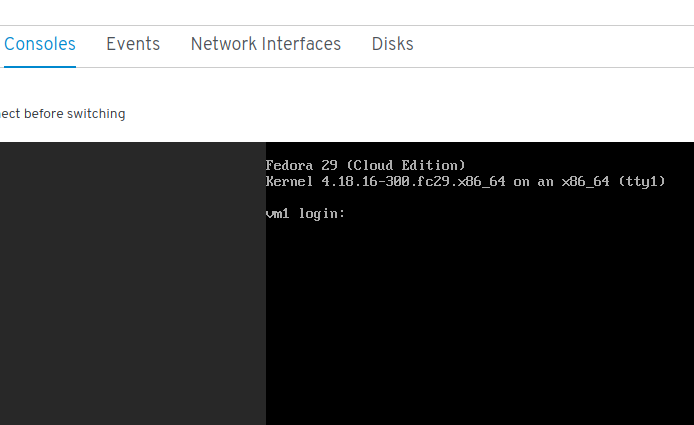 Consoles Events Network Interfaces Disks
before switching
Fedora 29 (Cloud Edition)
Kernel 4.18.16-300.fc29.x86_64 on an x86_64 (tty1)
vm1 login: